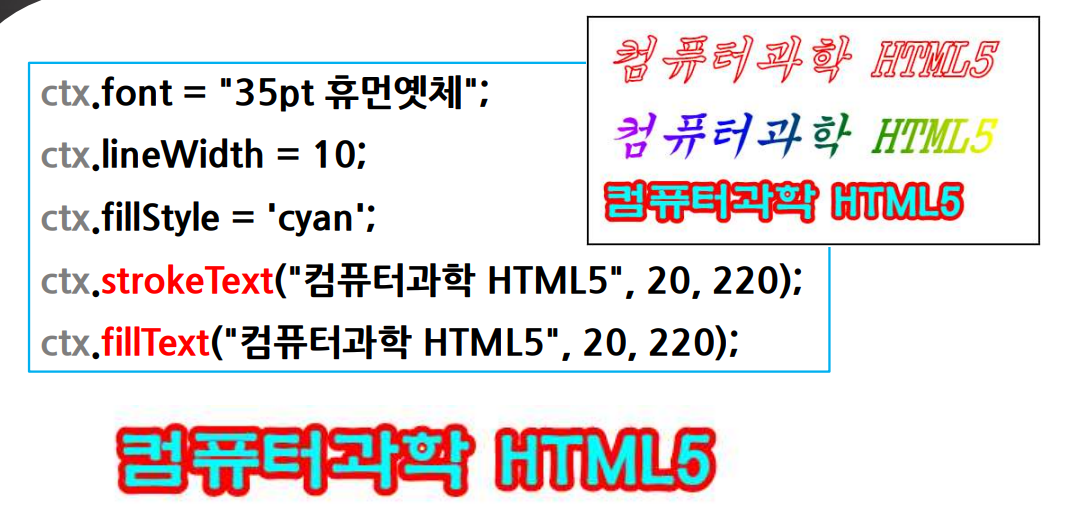 ctx.font = "35pt 휴먼옛체";
ctx.lineWidth = 10;
ctx.fillStyle = 'cyan';
ctx.strokeText("컴퓨터과학 HTML5", 20, 220);
ctx.fillText("컴퓨터과학 HTML5", 20, 220);
컴퓨터과학 HTML5
컴퓨터과학 HTML5
컴퓨터과학 HTML5
컴퓨터과학 HTML5